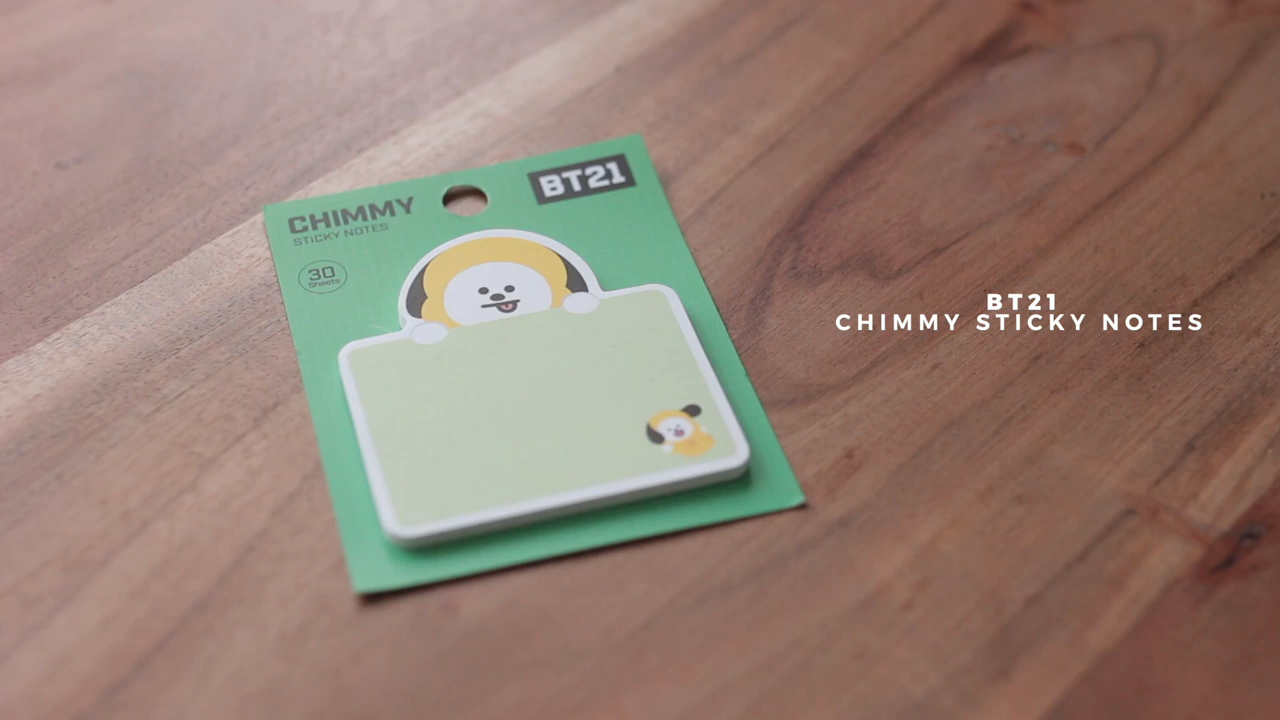 CHIMMY
STICKY NOTES
30
Sheets
BT21
BT21
CHIMMY STICKY NOTES